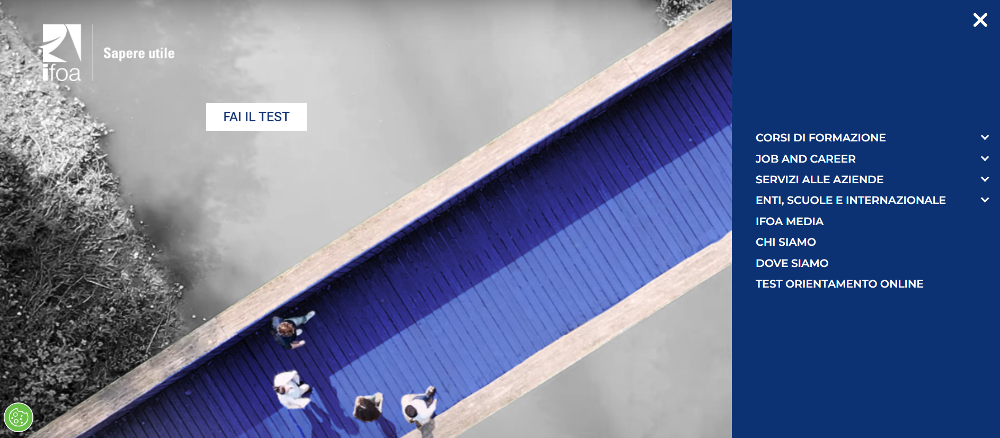 ifoa
Sapere utile
FAI IL TEST
CORSI DI FORMAZIONE
JOB AND CAREER
SERVIZI ALLE AZIENDE
ENTI, SCUOLE E INTERNAZIONALE
IFOA MEDIA
CHI SIAMO
DOVE SIAMO
TEST ORIENTAMENTO ONLINE